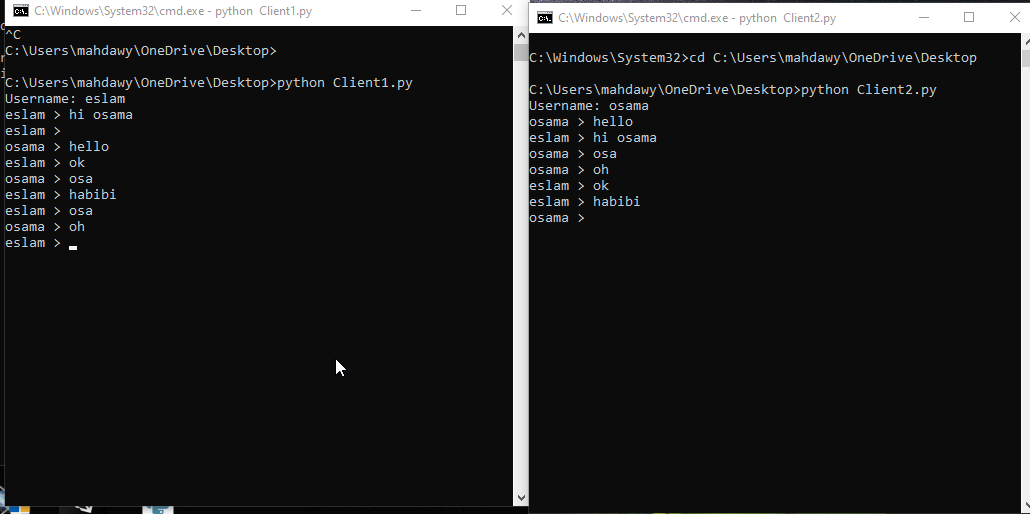 C:\Windows\System32\cmd.exe - python  Client1.py
^C
C:\Users\mahdawy\OneDrive\Desktop>
C:\Users\mahdawy\OneDrive\Desktop>python Client1.py
Username: eslam
eslam > hi osama
eslam >
osama > hello
eslam > ok
osama > osa
eslam > habibi
eslam > osa
osama > oh
eslam >
C:\Windows\System32\cmd.exe - python  Client2.py
C:\Windows\System32>cd C:\Users\mahdawy\OneDrive\Desktop
C:\Users\mahdawy\OneDrive\Desktop>python Client2.py
Username: osama
osama > hello
eslam > hi osama
osama > osa
osama > oh
eslam > ok
eslam > habibi
osama >